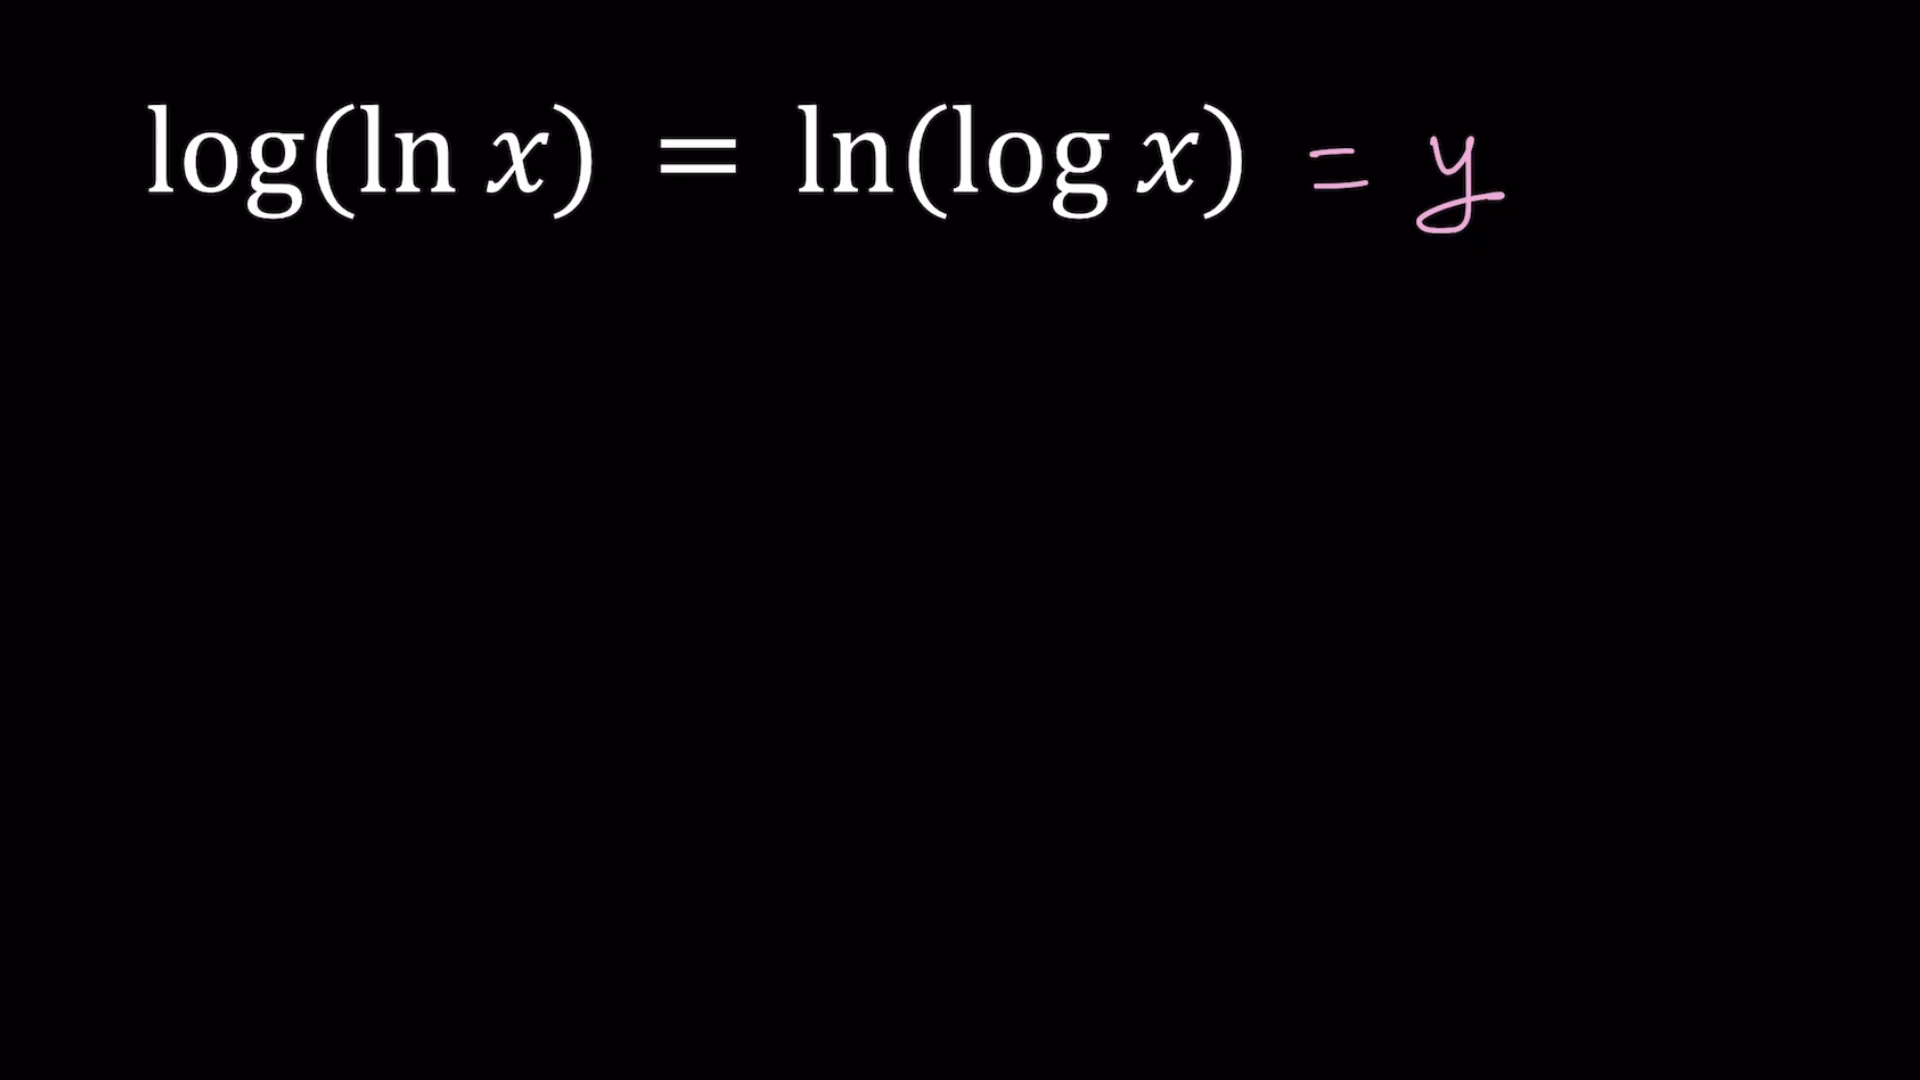 log(ln x) = ln(log x) = y